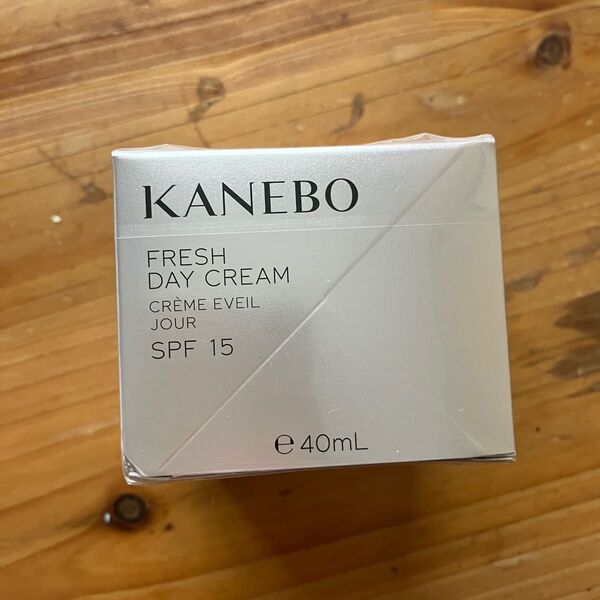 KANEBO
FRESH
DAY CREAM
CRÈME EVEIL
JOUR
SPF 15
℮ 40mL